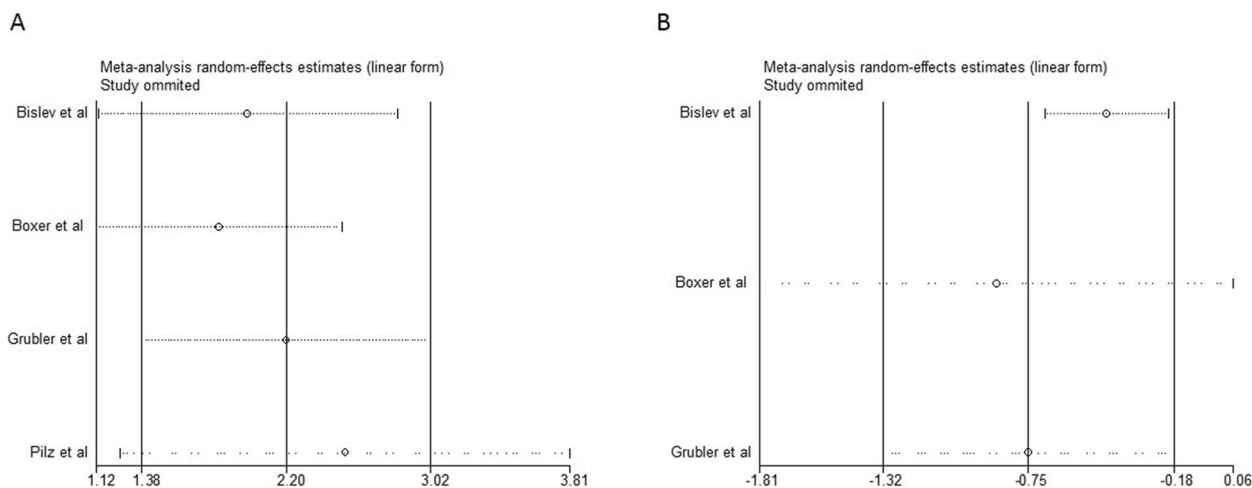 A
Meta-analysis random-effects estimates (linear form)
Study ommited
Bislev et al
Boxer et al
Grubler et al
Pilz et al
1.12 1.38 2.20 3.02 3.81
B
Meta-analysis random-effects estimates (linear form)
Study ommited
Bislev et al
Boxer et al
Grubler et al
-1.81 -1.32 -0.75 -0.18 0.06